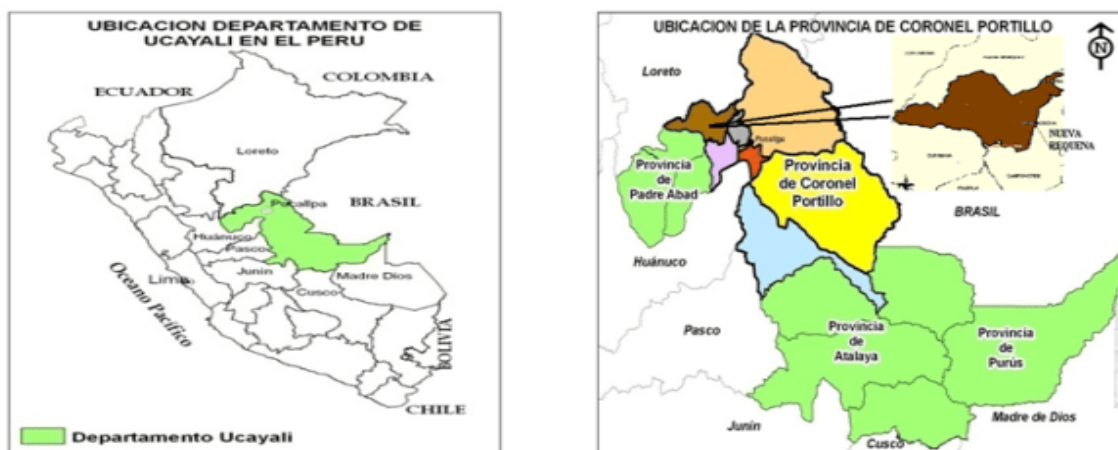 UBICACION DEPARTAMENTO DE
UCAYALI EN EL PERU
COLOMBIA
ECUADOR
Loreto
Pucallpa
BRASIL
Huánuco
Pasco
Lima
Junín
Madre Dios
Cusco
Oceano Pacífico
BOLIVIA
CHILE
Departamento Ucayali
UBICACION DE LA PROVINCIA DE CORONEL PORTILLO
N
Loreto
Pucallpa
NUEVA
REQUENA
Provincia
de
Padre Abad
Provincia
de Coronel
Portillo
BRASIL
Huánuco
Pasco
Provincia
de
Atalaya
Provincia
de
Purús
Junín
Madre de Dios
Cusco